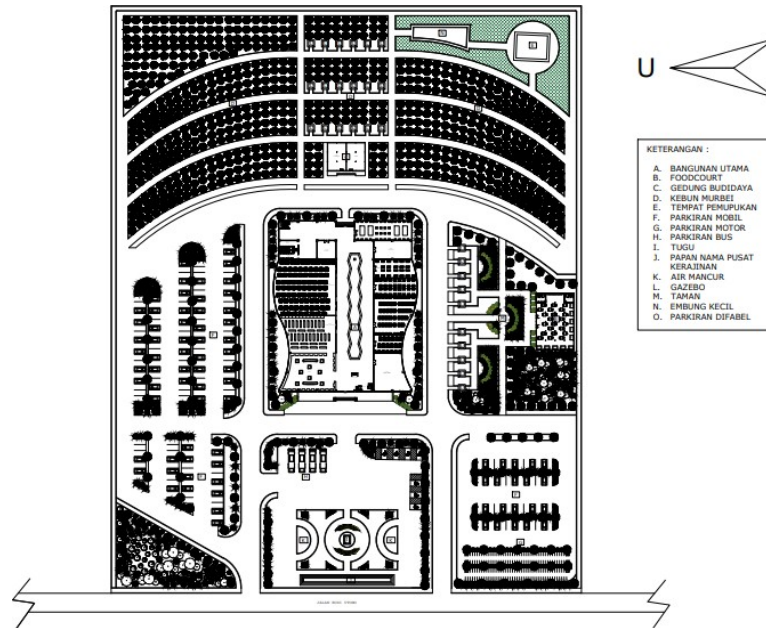 U
KETERANGAN :
A. BANGUNAN UTAMA
B. FOODCOURT
C. GEDUNG BUDIDAYA
D. KEBUN MURBEI
E. TEMPAT PEMUPUKAN
F. PARKIRAN MOBIL
G. PARKIRAN MOTOR
H. PARKIRAN BUS
I. TUGU
J. PAPAN NAMA PUSAT
KERAJINAN
K. AIR MANCUR
L. GAZEBO
M. TAMAN
N. EMBUNG KECIL
O. PARKIRAN DIFABEL